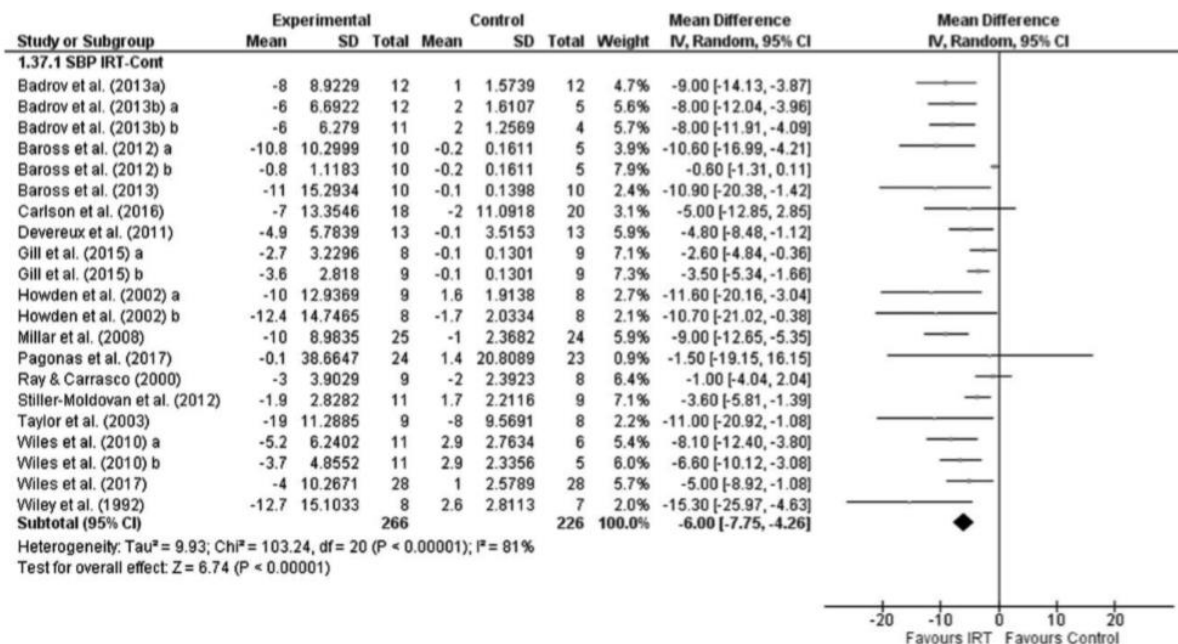 Experimental Control Mean Difference Mean Difference
Study or Subgroup Mean SD Total Mean SD Total Weight IV, Random, 95% CI IV, Random, 95% CI
1.37.1 SBP IRT-Cont
Badrov et al. (2013a) -8 8.9229 12 1 1.5739 12 4.7% -9.00 [-14.13, -3.87]
Badrov et al. (2013b) a -6 6.6922 12 2 1.6107 5 5.6% -8.00 [-12.04, -3.96]
Badrov et al. (2013b) b -6 6.279 11 2 1.2569 4 5.7% -8.00 [-11.91, -4.09]
Baross et al. (2012) a -10.8 10.2999 10 -0.2 0.1611 5 3.9% -10.60 [-16.99, -4.21]
Baross et al. (2012) b -0.8 1.1183 10 -0.2 0.1611 5 7.9% -0.60 [-1.31, 0.11]
Baross et al. (2013) -11 15.2934 10 -0.1 0.1398 10 2.4% -10.90 [-20.38, -1.42]
Carlson et al. (2016) -7 13.3546 18 -2 11.0918 20 3.1% -5.00 [-12.85, 2.85]
Devereux et al. (2011) -4.9 5.7839 13 -0.1 3.5153 13 5.9% -4.80 [-8.48, -1.12]
Gill et al. (2015) a -2.7 3.2296 8 -0.1 0.1301 9 7.1% -2.60 [-4.84, -0.36]
Gill et al. (2015) b -3.6 2.818 9 -0.1 0.1301 9 7.3% -3.50 [-5.34, -1.66]
Howden et al. (2002) a -10 12.9369 9 1.6 1.9138 8 2.7% -11.60 [-20.16, -3.04]
Howden et al. (2002) b -12.4 14.7465 8 -1.7 2.0334 8 2.1% -10.70 [-21.02, -0.38]
Millar et al. (2008) -10 8.9835 25 -1 2.3682 24 5.9% -9.00 [-12.65, -5.35]
Pagonas et al. (2017) -0.1 38.6647 24 1.4 20.8089 23 0.9% -1.50 [-19.15, 16.15]
Ray & Carrasco (2000) -3 3.9029 9 -2 2.3923 8 6.4% -1.00 [-4.04, 2.04]
Stiller-Moldovan et al. (2012) -1.9 2.8282 11 1.7 2.2116 9 7.1% -3.60 [-5.81, -1.39]
Taylor et al. (2003) -19 11.2885 9 -8 9.5691 8 2.2% -11.00 [-20.92, -1.08]
Wiles et al. (2010) a -5.2 6.2402 11 2.9 2.7634 6 5.4% -8.10 [-12.40, -3.80]
Wiles et al. (2010) b -3.7 4.8552 11 2.9 2.3356 5 6.0% -6.60 [-10.12, -3.08]
Wiles et al. (2017) -4 10.2671 28 1 2.5789 28 5.7% -5.00 [-8.92, -1.08]
Wiley et al. (1992) -12.7 15.1033 8 2.6 2.8113 7 2.0% -15.30 [-25.97, -4.63]
Subtotal (95% CI) 266 226 100.0% -6.00 [-7.75, -4.26]
Heterogeneity: Tau² = 9.93; Chi² = 103.24, df = 20 (P < 0.00001); I² = 81%
Test for overall effect: Z = 6.74 (P < 0.00001)
-20 -10 0 10 20
Favours IRT Favours Control